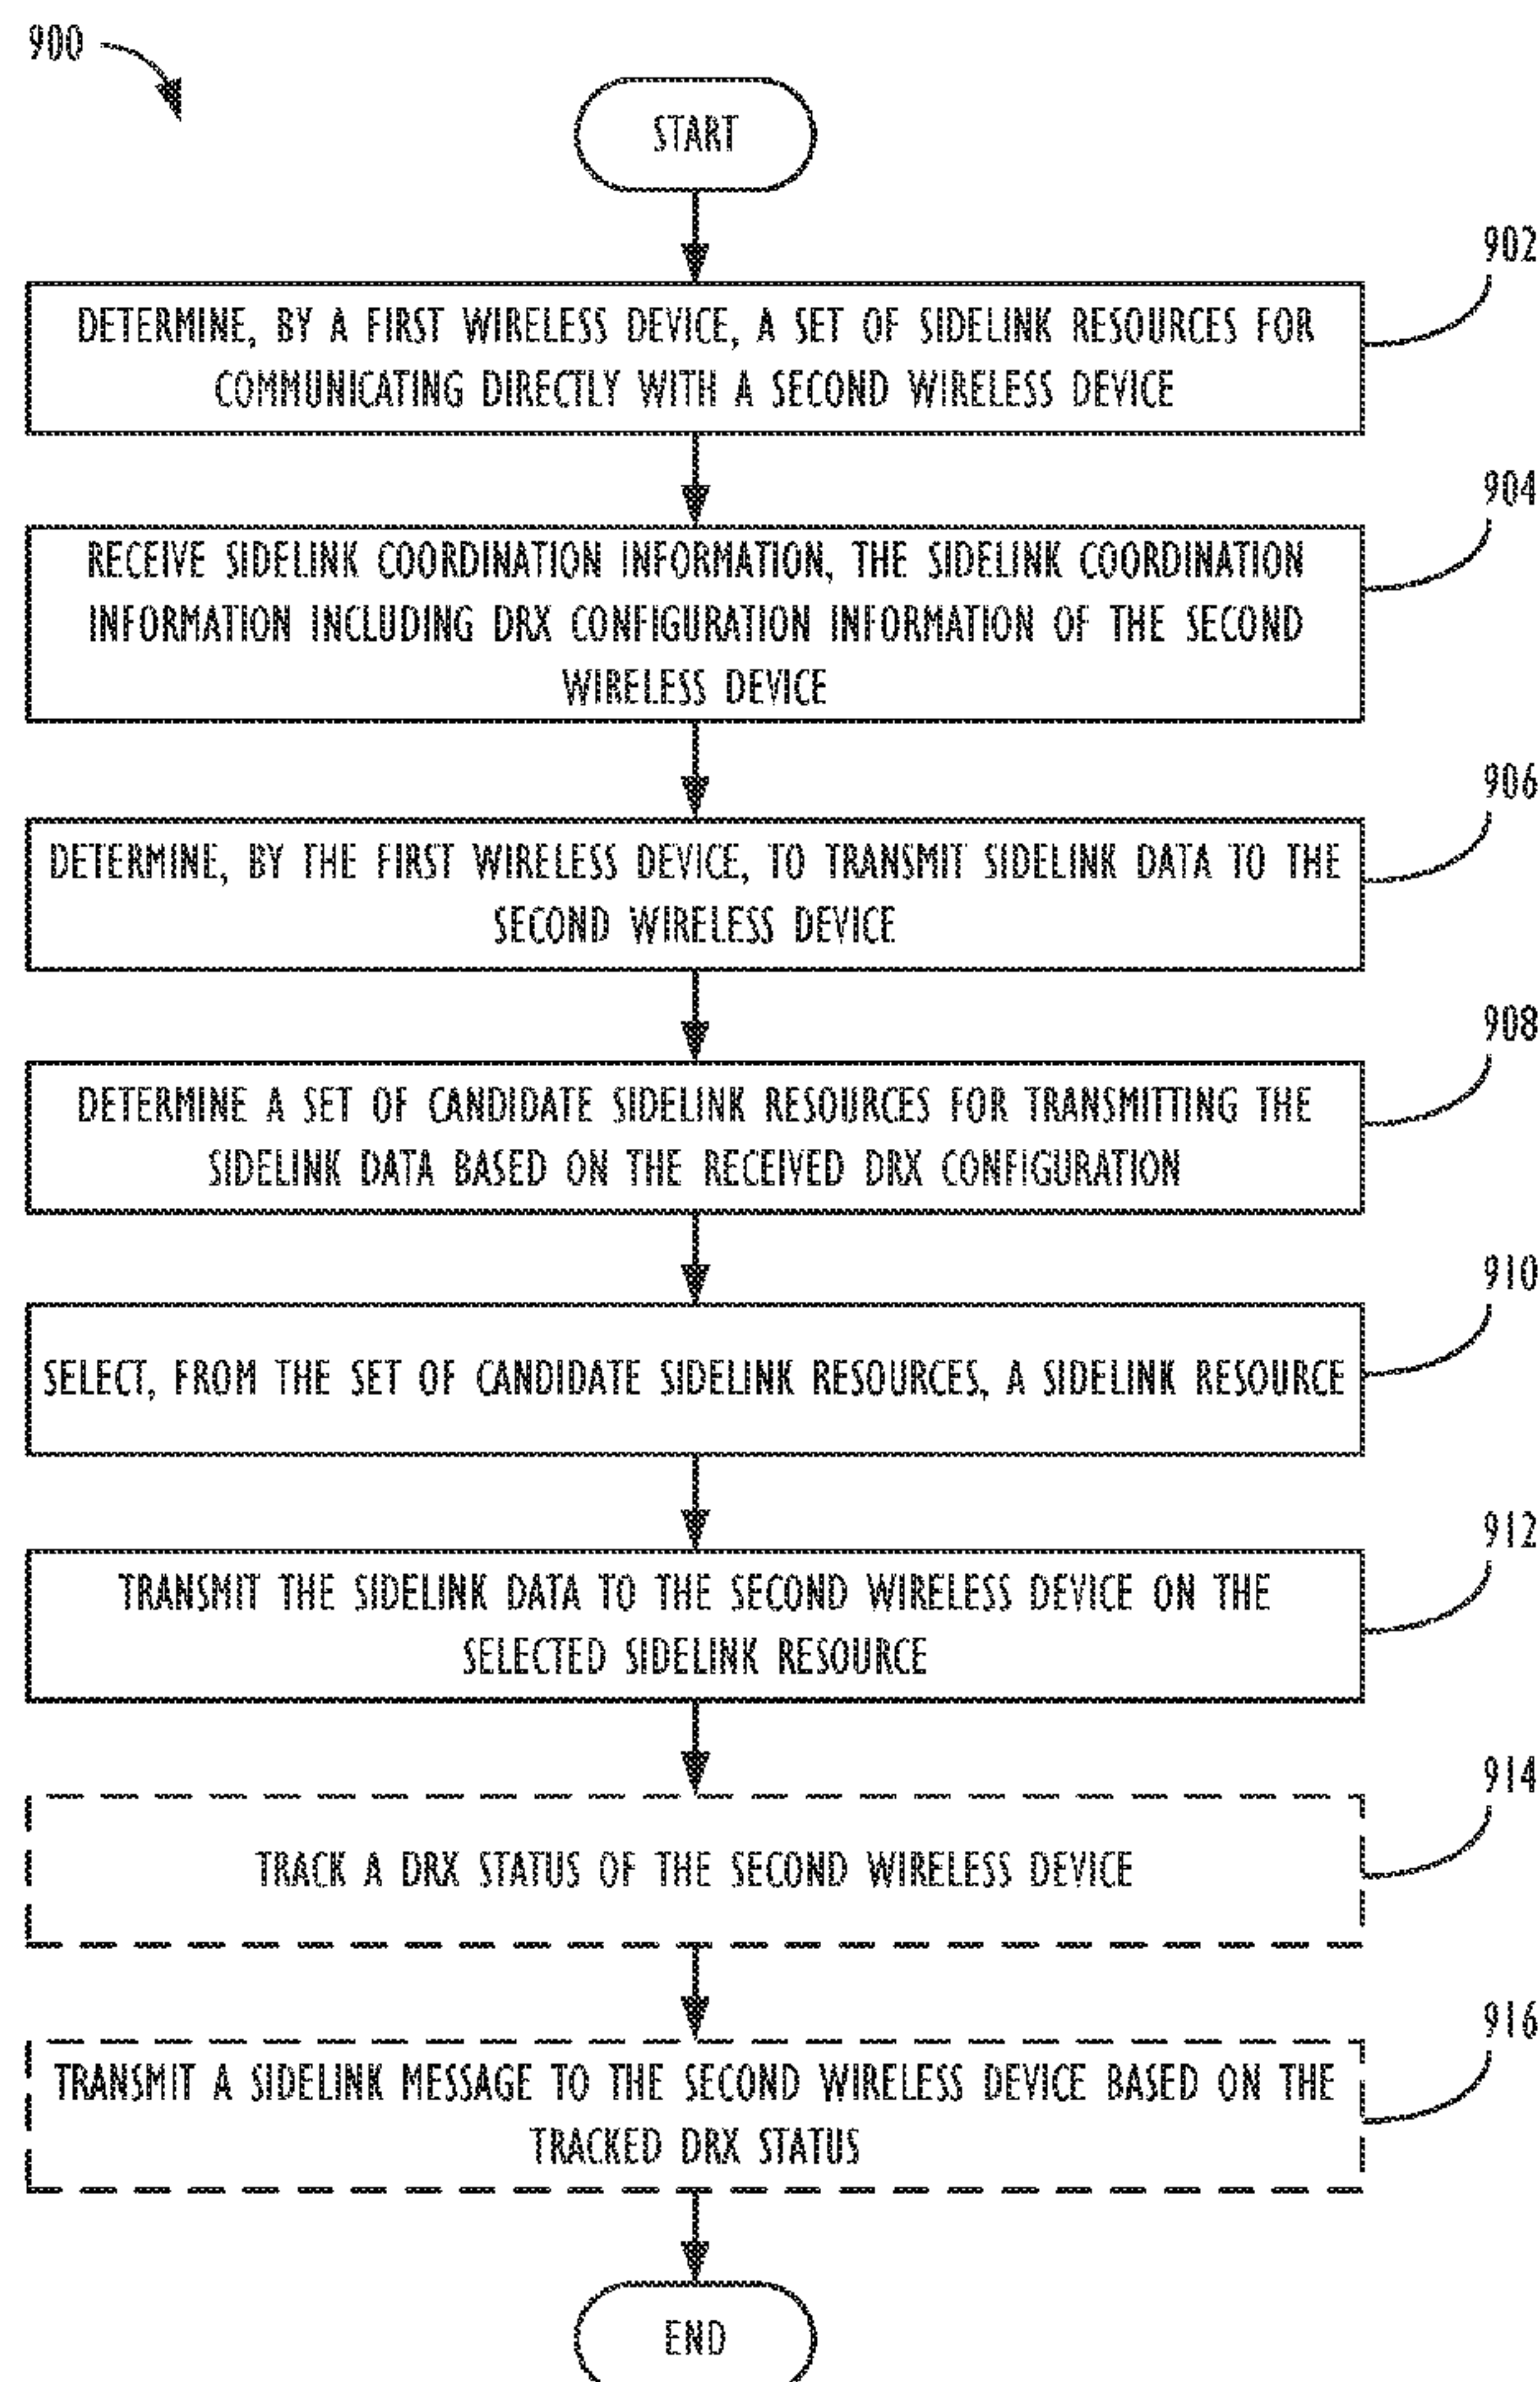 900
START
902
DETERMINE, BY A FIRST WIRELESS DEVICE, A SET OF SIDELINK RESOURCES FOR
COMMUNICATING DIRECTLY WITH A SECOND WIRELESS DEVICE
904
RECEIVE SIDELINK COORDINATION INFORMATION, THE SIDELINK COORDINATION
INFORMATION INCLUDING DRX CONFIGURATION INFORMATION OF THE SECOND
WIRELESS DEVICE
906
DETERMINE, BY THE FIRST WIRELESS DEVICE, TO TRANSMIT SIDELINK DATA TO THE
SECOND WIRELESS DEVICE
908
DETERMINE A SET OF CANDIDATE SIDELINK RESOURCES FOR TRANSMITTING THE
SIDELINK DATA BASED ON THE RECEIVED DRX CONFIGURATION
910
SELECT, FROM THE SET OF CANDIDATE SIDELINK RESOURCES, A SIDELINK RESOURCE
912
TRANSMIT THE SIDELINK DATA TO THE SECOND WIRELESS DEVICE ON THE
SELECTED SIDELINK RESOURCE
914
TRACK A DRX STATUS OF THE SECOND WIRELESS DEVICE
916
TRANSMIT A SIDELINK MESSAGE TO THE SECOND WIRELESS DEVICE BASED ON THE
TRACKED DRX STATUS
END